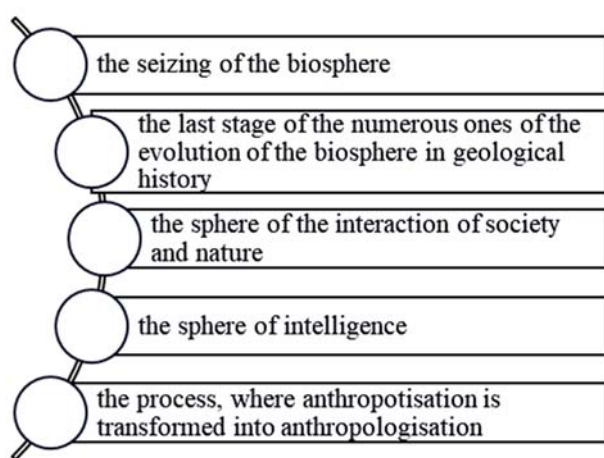 the seizing of the biosphere
the last stage of the numerous ones of the
evolution of the biosphere in geological
history
the sphere of the interaction of society
and nature
the sphere of intelligence
the process, where anthropotisation is
transformed into anthropologisation